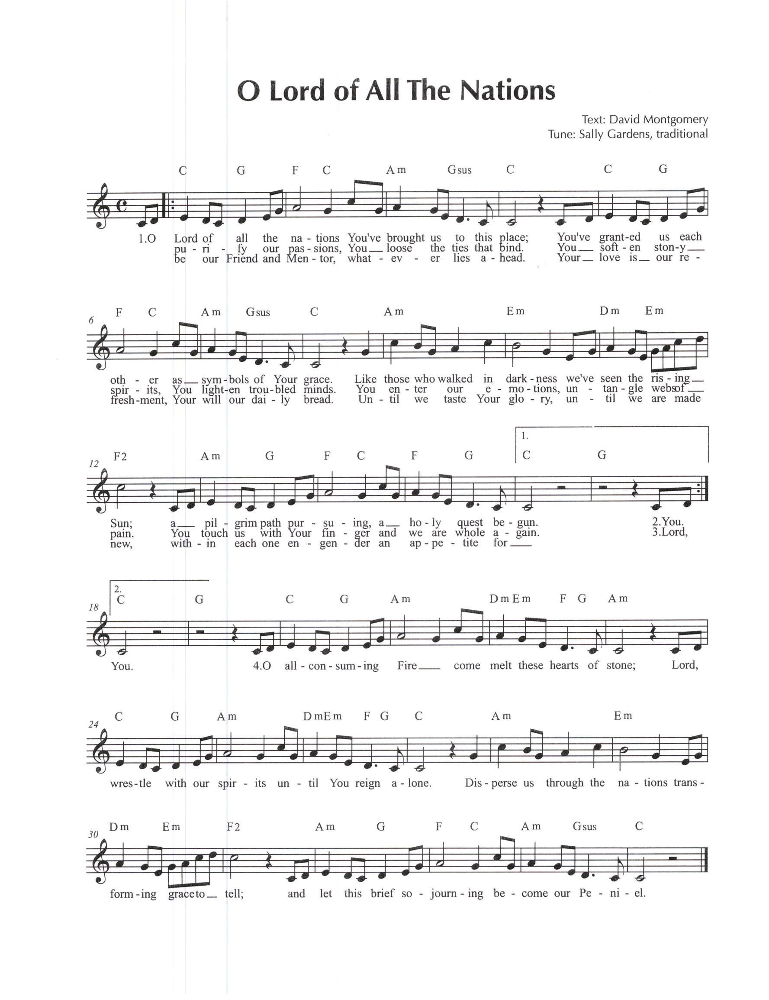 O Lord of All The Nations
Text: David Montgomery
Tune: Sally Gardens, traditional
C G F C Am Gsus C C G
1.O Lord of all the na - tions You've brought us to this place; You've grant-ed us each
pu - ri - fy our pas - sions, You__ loose the ties that bind. You__ soft - en ston-y__
be our Friend and Men - tor, what - ev - er lies a - head. Your__ love is__ our re -
6
F C Am Gsus C Am Em Dm Em
oth - er as__ sym-bols of Your grace. Like those who walked in dark - ness we've seen the ris - ing__
spir - its, You light-en trou-bled minds. You en - ter our e - mo - tions, un - tan - gle webs of__
fresh-ment, Your will our dai - ly bread. Un - til we taste Your glo - ry, un - til we are made
1.
12
F2 Am G F C F G C G
Sun; a__ pil - grim path pur - su - ing, a__ ho - ly quest be - gun. 2.You.
pain. You touch us with Your fin - ger and we are whole a - gain. 3.Lord,
new, with - in each one en - gen - der an ap - pe - tite for__
2.
18
C G C G Am Dm Em F G Am
You. 4.O all - con - sum - ing Fire__ come melt these hearts of stone; Lord,
24
C G Am Dm Em F G C Am Em
wres-tle with our spir - its un - til You reign a - lone. Dis - perse us through the na - tions trans -
30
Dm Em F2 Am G F C Am Gsus C
form - ing grace to__ tell; and let this brief so - journ - ing be - come our Pe - ni - el.